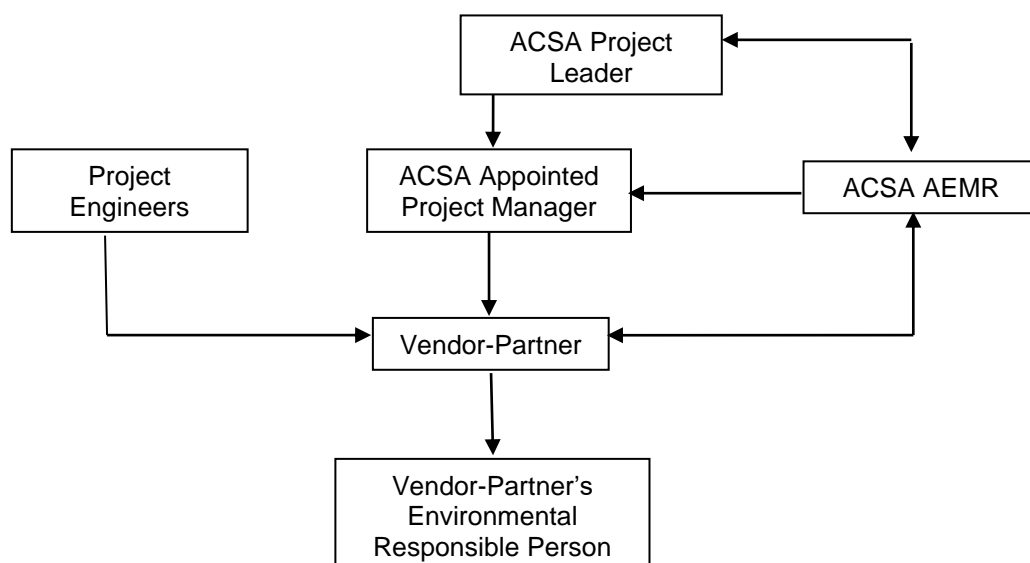 ACSA Project
Leader
Project
Engineers
ACSA Appointed
Project Manager
ACSA AEMR
Vendor-Partner
Vendor-Partner’s
Environmental
Responsible Person